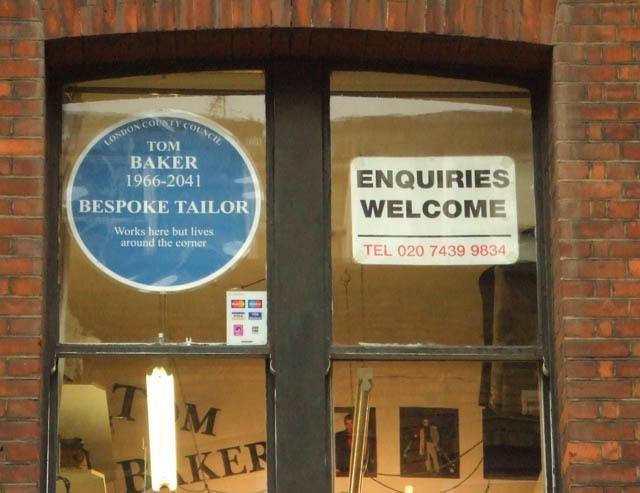 LONDON COUNTY COUNCIL
TOM
BAKER
1966-2041
BESPOKE TAILOR
Works here but lives
around the corner
ENQUIRIES
WELCOME
TEL 020 7439 9834
TOM
BAKER